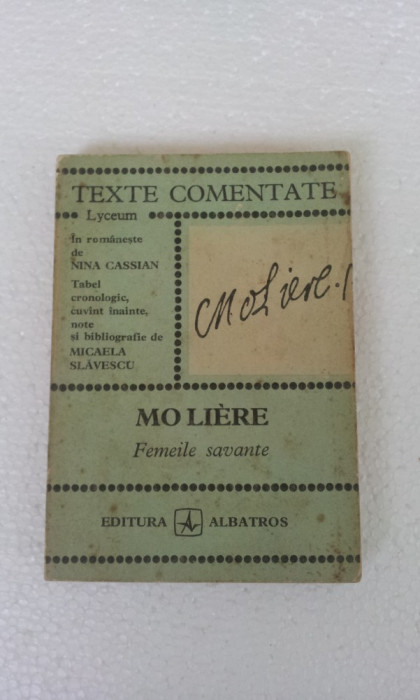 TEXTE COMENTATE
Lyceum
În românește
de
NINA CASSIAN
Tabel
cronologic,
cuvînt înainte,
note
și bibliografie de
MICAELA
SLĂVESCU
Moliere.
MOLIÈRE
Femeile savante
EDITURA A ALBATROS